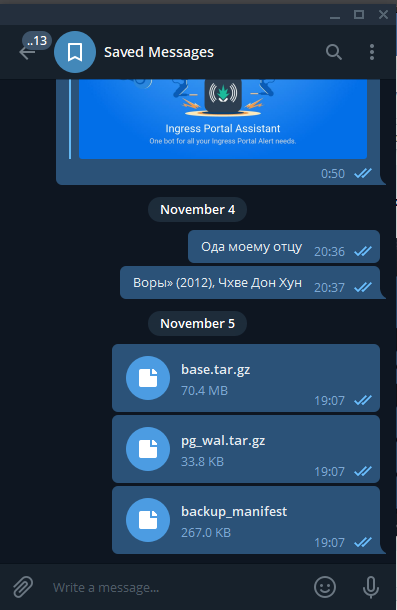 ..13
Saved Messages
Ingress Portal Assistant
One bot for all your Ingress Portal Alert needs.
0:50
November 4
Ода моему отцу 20:36
Воры» (2012), Чхве Дон Хун 20:37
November 5
base.tar.gz
70.4 MB
19:07
pg_wal.tar.gz
33.8 KB
19:07
backup_manifest
267.0 KB
19:07
Write a message...